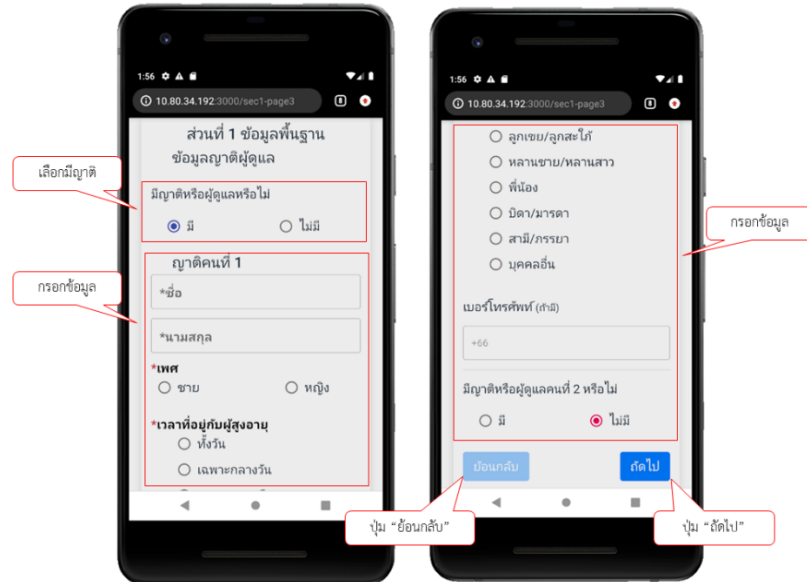 เลือกมีญาติ
กรอกข้อมูล
1:56
10.80.34.192:3000/sec1-page3
ส่วนที่ 1 ข้อมูลพื้นฐาน
ข้อมูลญาติผู้ดูแล
มีญาติหรือผู้ดูแลหรือไม่
มี ไม่มี
ญาติคนที่ 1
*ชื่อ
*นามสกุล
*เพศ
ชาย หญิง
*เวลาที่อยู่กับผู้สูงอายุ
ทั้งวัน
เฉพาะกลางวัน
1:56
10.80.34.192:3000/sec1-page3
ลูกเขย/ลูกสะใภ้
หลานชาย/หลานสาว
พี่น้อง
บิดา/มารดา
สามี/ภรรยา
บุคคลอื่น
เบอร์โทรศัพท์ (ถ้ามี)
+66
มีญาติหรือผู้ดูแลคนที่ 2 หรือไม่
มี ไม่มี
ย้อนกลับ ถัดไป
กรอกข้อมูล
ปุ่ม "ย้อนกลับ"
ปุ่ม "ถัดไป"